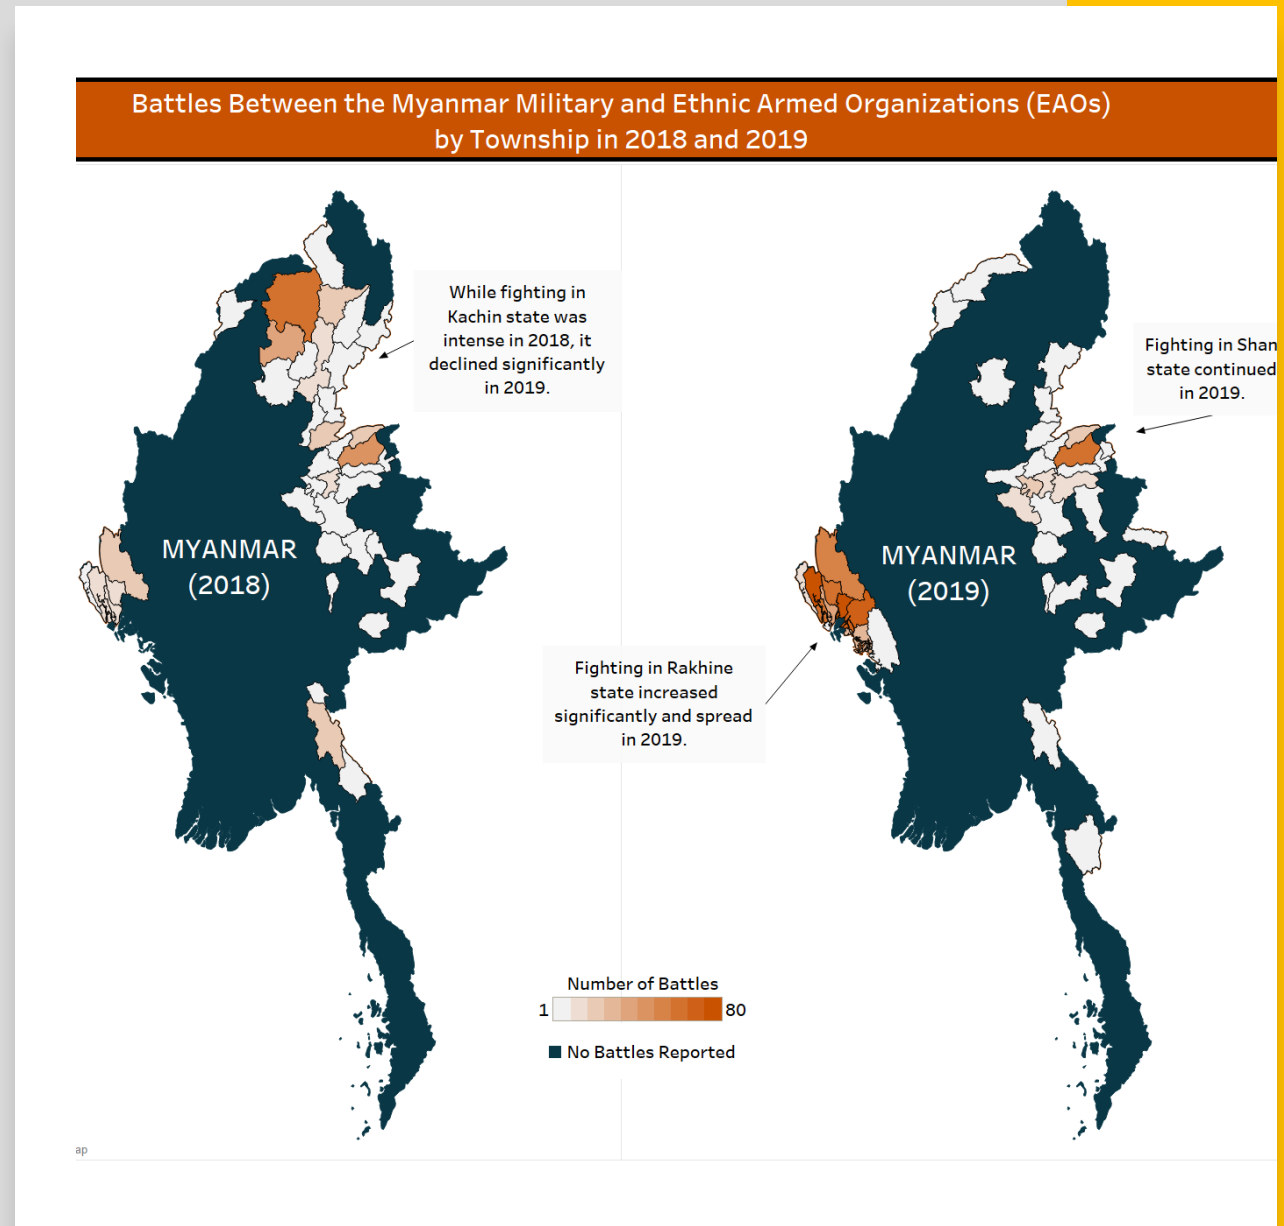 Battles Between the Myanmar Military and Ethnic Armed Organizations (EAOs)
by Township in 2018 and 2019
While fighting in
Kachin state was
intense in 2018, it
declined significantly
in 2019.
Fighting in Shan
state continued
in 2019.
MYANMAR
(2018)
MYANMAR
(2019)
Fighting in Rakhine
state increased
significantly and spread
in 2019.
Number of Battles
1
80
No Battles Reported
ap